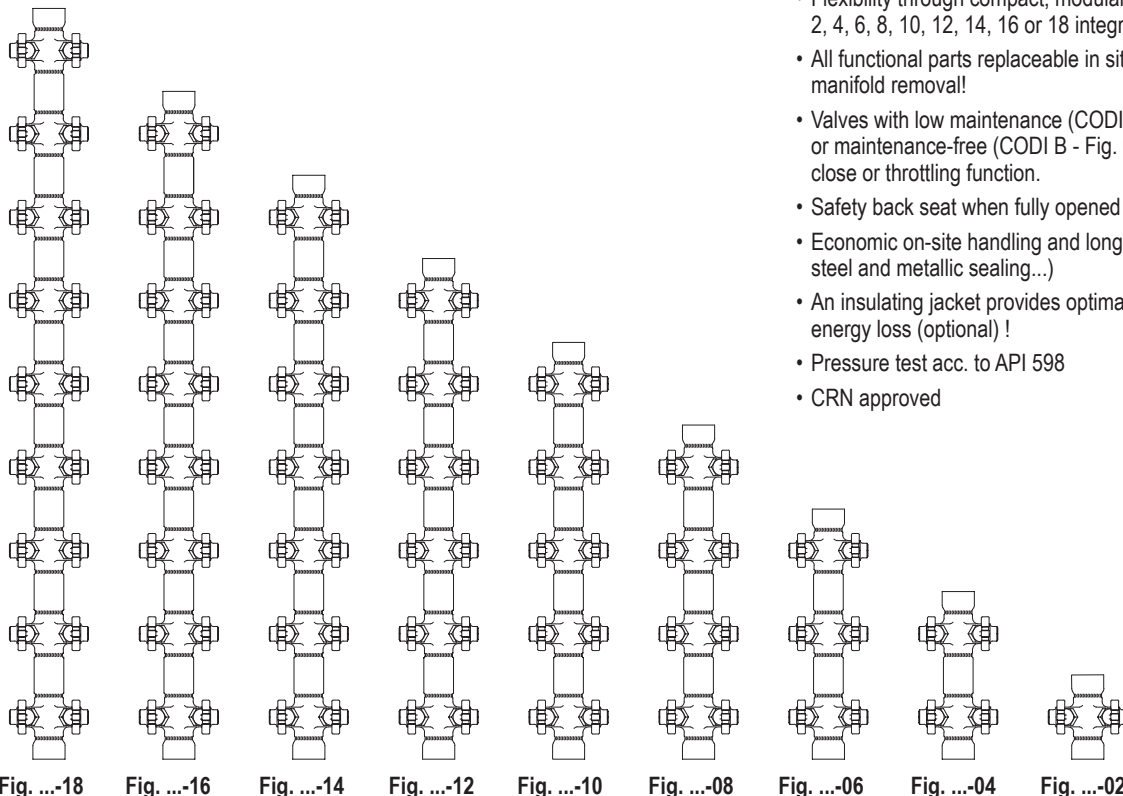 • Flexibility through compact, modular
2, 4, 6, 8, 10, 12, 14, 16 or 18 integr
• All functional parts replaceable in sit
manifold removal!
• Valves with low maintenance (CODI
or maintenance-free (CODI B - Fig.
close or throttling function.
• Safety back seat when fully opened
• Economic on-site handling and long
steel and metallic sealing...)
• An insulating jacket provides optima
energy loss (optional) !
• Pressure test acc. to API 598
• CRN approved
Fig. ...-18 Fig. ...-16 Fig. ...-14 Fig. ...-12 Fig. ...-10 Fig. ...-08 Fig. ...-06 Fig. ...-04 Fig. ...-02